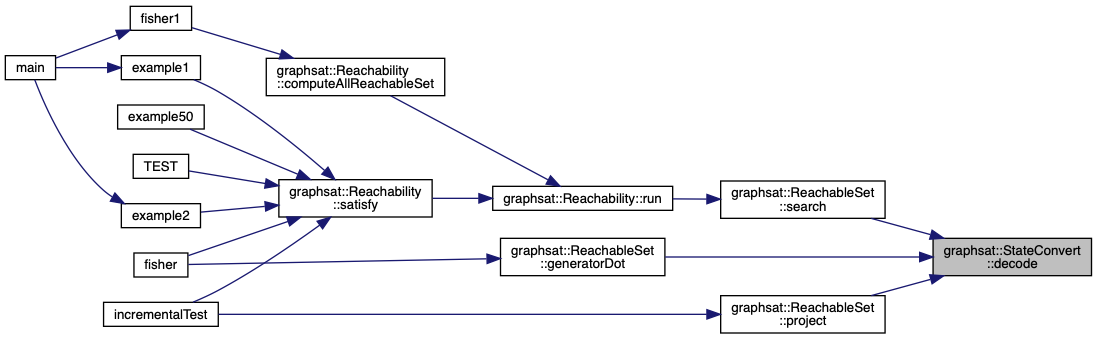 fisher1
main
example1
graphsat::Reachability
::computeAllReachableSet
example50
TEST
graphsat::Reachability
::satisfy
graphsat::Reachability::run
graphsat::ReachableSet
::search
example2
fisher
graphsat::ReachableSet
::generatorDot
graphsat::StateConvert
::decode
incrementalTest
graphsat::ReachableSet
::project